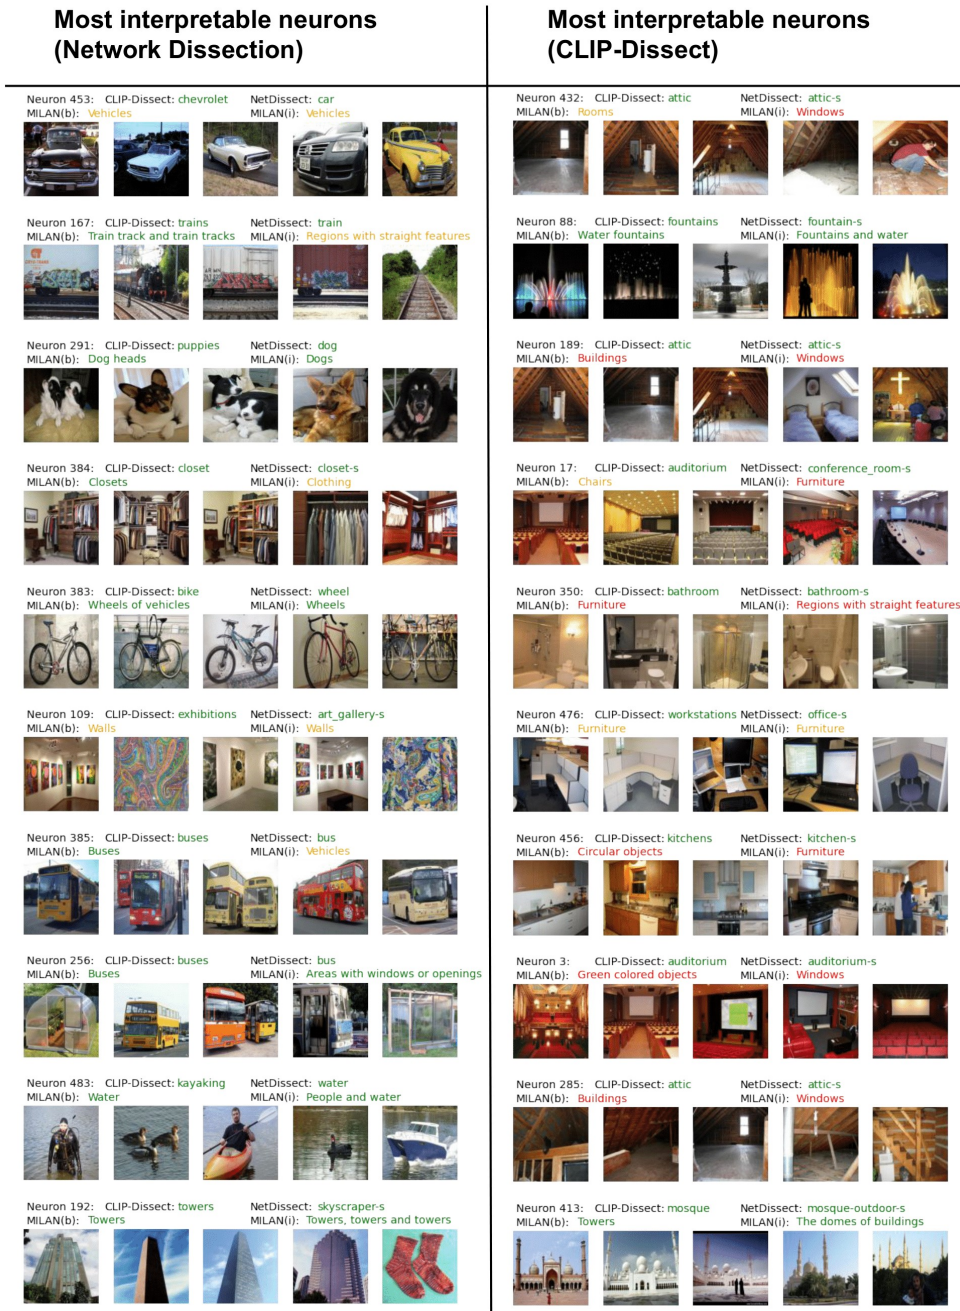 Most interpretable neurons
(Network Dissection)
Neuron 453: CLIP-Dissect: chevrolet NetDissect: car
MILAN(b): Vehicles MILAN(i): Vehicles
Neuron 167: CLIP-Dissect: trains NetDissect: train
MILAN(b): Train track and train tracks MILAN(i): Regions with straight features
Neuron 291: CLIP-Dissect: puppies NetDissect: dog
MILAN(b): Dog heads MILAN(i): Dogs
Neuron 384: CLIP-Dissect: closet NetDissect: closet-s
MILAN(b): Closets MILAN(i): Clothing
Neuron 383: CLIP-Dissect: bike NetDissect: wheel
MILAN(b): Wheels of vehicles MILAN(i): Wheels
Neuron 109: CLIP-Dissect: exhibitions NetDissect: art_gallery-s
MILAN(b): Walls MILAN(i): Walls
Neuron 385: CLIP-Dissect: buses NetDissect: bus
MILAN(b): Buses MILAN(i): Vehicles
Neuron 256: CLIP-Dissect: buses NetDissect: bus
MILAN(b): Buses MILAN(i): Areas with windows or openings
Neuron 483: CLIP-Dissect: kayaking NetDissect: water
MILAN(b): Water MILAN(i): People and water
Neuron 192: CLIP-Dissect: towers NetDissect: skyscraper-s
MILAN(b): Towers MILAN(i): Towers, towers and towers
Most interpretable neurons
(CLIP-Dissect)
Neuron 432: CLIP-Dissect: attic NetDissect: attic-s
MILAN(b): Rooms MILAN(i): Windows
Neuron 88: CLIP-Dissect: fountains NetDissect: fountain-s
MILAN(b): Water fountains MILAN(i): Fountains and water
Neuron 189: CLIP-Dissect: attic NetDissect: attic-s
MILAN(b): Buildings MILAN(i): Windows
Neuron 17: CLIP-Dissect: auditorium NetDissect: conference_room-s
MILAN(b): Chairs MILAN(i): Furniture
Neuron 350: CLIP-Dissect: bathroom NetDissect: bathroom-s
MILAN(b): Furniture MILAN(i): Regions with straight features
Neuron 476: CLIP-Dissect: workstations NetDissect: office-s
MILAN(b): Furniture MILAN(i): Furniture
Neuron 456: CLIP-Dissect: kitchens NetDissect: kitchen-s
MILAN(b): Circular objects MILAN(i): Furniture
Neuron 3: CLIP-Dissect: auditorium NetDissect: auditorium-s
MILAN(b): Green colored objects MILAN(i): Windows
Neuron 285: CLIP-Dissect: attic NetDissect: attic-s
MILAN(b): Buildings MILAN(i): Windows
Neuron 413: CLIP-Dissect: mosque NetDissect: mosque-outdoor-s
MILAN(b): Towers MILAN(i): The domes of buildings